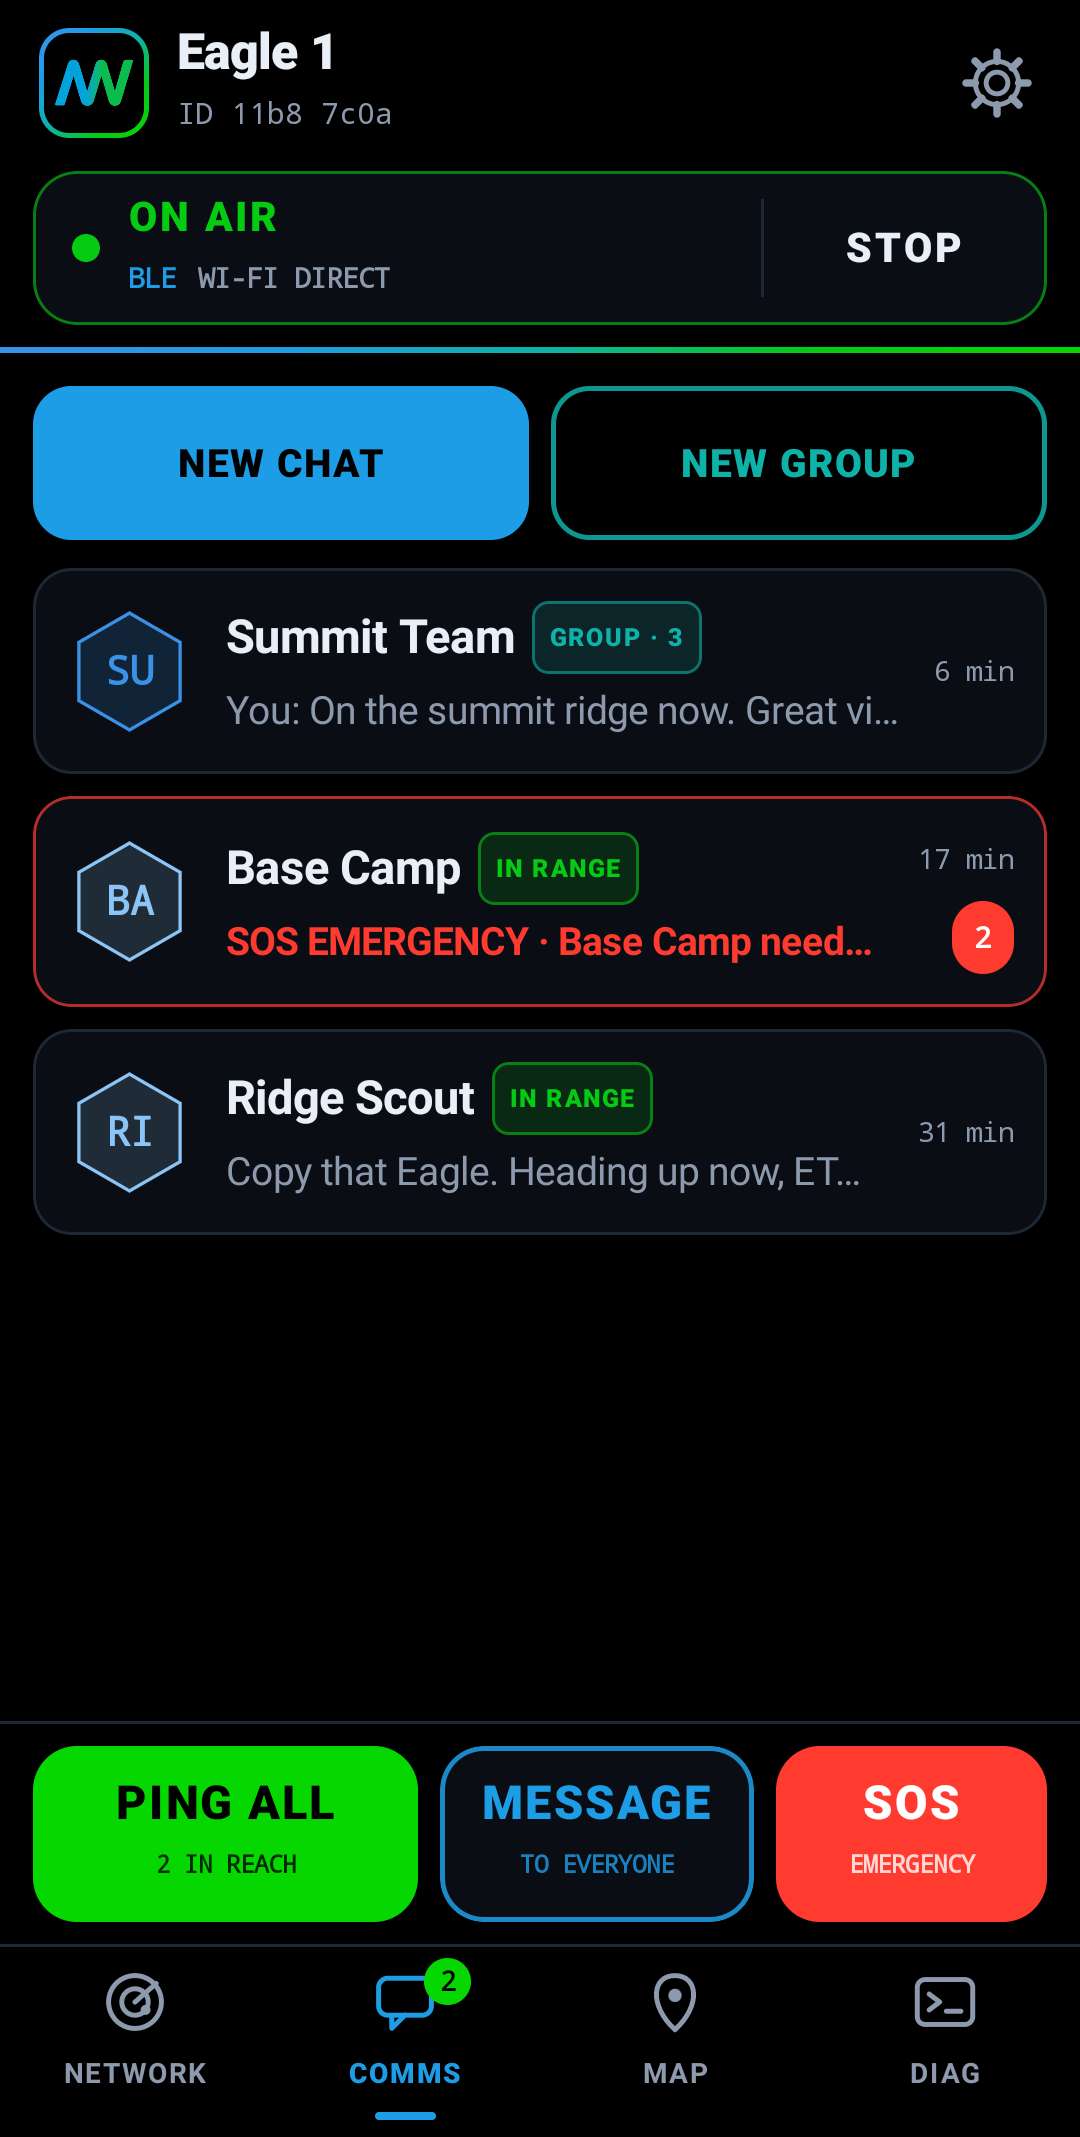 Eagle 1
ID 11b8 7c0a
ON AIR
BLE WI-FI DIRECT
STOP
NEW CHAT
NEW GROUP
SU
Summit Team
GROUP · 3
You: On the summit ridge now. Great vi...
6 min
BA
Base Camp
IN RANGE
SOS EMERGENCY · Base Camp need...
17 min
2
RI
Ridge Scout
IN RANGE
Copy that Eagle. Heading up now, ET...
31 min
PING ALL
2 IN REACH
MESSAGE
TO EVERYONE
SOS
EMERGENCY
2
NETWORK
COMMS
MAP
DIAG